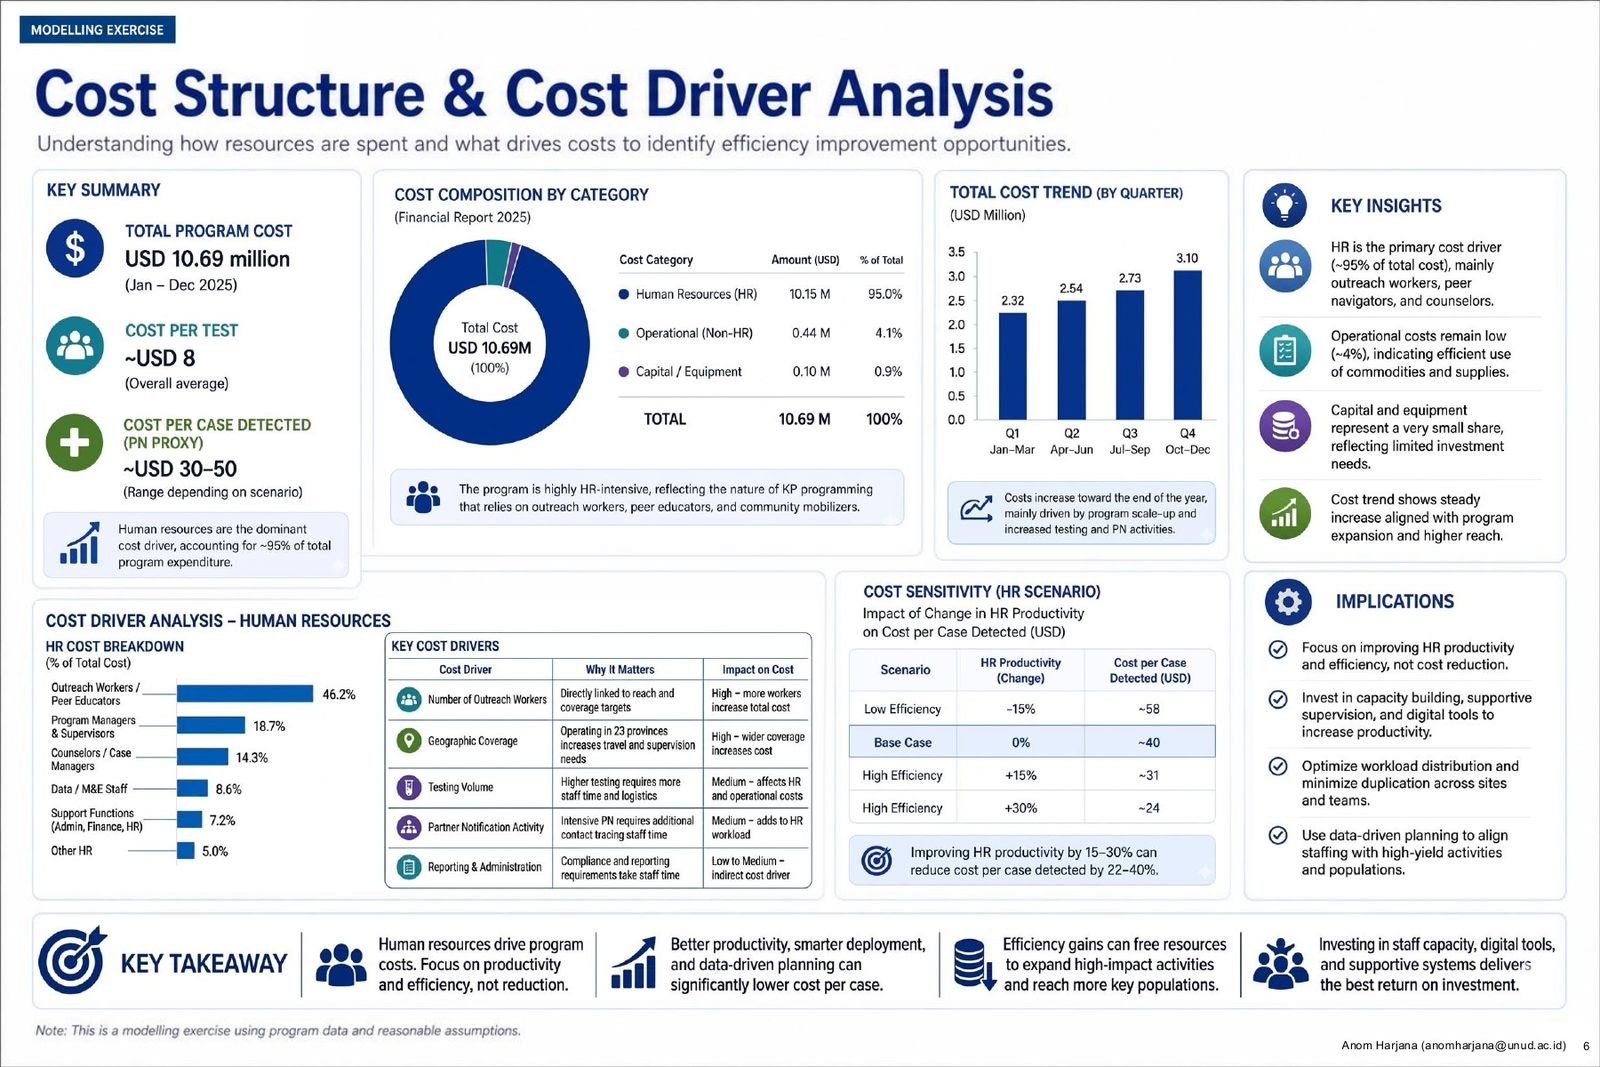 MODELLING EXERCISE
Cost Structure & Cost Driver Analysis
Understanding how resources are spent and what drives costs to identify efficiency improvement opportunities.
KEY SUMMARY
TOTAL PROGRAM COST
USD 10.69 million
(Jan – Dec 2025)
COST PER TEST
~USD 8
(Overall average)
COST PER CASE DETECTED
(PN PROXY)
~USD 30–50
(Range depending on scenario)
Human resources are the dominant
cost driver, accounting for ~95% of total
program expenditure.
COST COMPOSITION BY CATEGORY
(Financial Report 2025)
Total Cost
USD 10.69M
(100%)
Cost Category Amount (USD) % of Total
Human Resources (HR) 10.15 M 95.0%
Operational (Non-HR) 0.44 M 4.1%
Capital / Equipment 0.10 M 0.9%
TOTAL 10.69 M 100%
The program is highly HR-intensive, reflecting the nature of KP programming
that relies on outreach workers, peer educators, and community mobilizers.
TOTAL COST TREND (BY QUARTER)
(USD Million)
3.5
3.0
2.5
2.0
1.5
1.0
0.5
0.0
2.32
2.54
2.73
3.10
Q1 Q2 Q3 Q4
Jan–Mar Apr–Jun Jul–Sep Oct–Dec
Costs increase toward the end of the year,
mainly driven by program scale-up and
increased testing and PN activities.
KEY INSIGHTS
HR is the primary cost driver
(~95% of total cost), mainly
outreach workers, peer
navigators, and counselors.
Operational costs remain low
(~4%), indicating efficient use
of commodities and supplies.
Capital and equipment
represent a very small share,
reflecting limited investment
needs.
Cost trend shows steady
increase aligned with program
expansion and higher reach.
COST DRIVER ANALYSIS – HUMAN RESOURCES
HR COST BREAKDOWN
(% of Total Cost)
Outreach Workers /
Peer Educators
46.2%
Program Managers
& Supervisors
18.7%
Counselors / Case
Managers
14.3%
Data / M&E Staff
8.6%
Support Functions
(Admin, Finance, HR)
7.2%
Other HR
5.0%
KEY COST DRIVERS
Cost Driver Why It Matters Impact on Cost
Number of Outreach Workers
Directly linked to reach and
coverage targets
High – more workers
increase total cost
Geographic Coverage
Operating in 23 provinces
increases travel and supervision
needs
High – wider coverage
increases cost
Testing Volume
Higher testing requires more
staff time and logistics
Medium – affects HR
and operational costs
Partner Notification Activity
Intensive PN requires additional
contact tracing staff time
Medium – adds to HR
workload
Reporting & Administration
Compliance and reporting
requirements take staff time
Low to Medium –
indirect cost driver
COST SENSITIVITY (HR SCENARIO)
Impact of Change in HR Productivity
on Cost per Case Detected (USD)
Scenario
HR Productivity
(Change)
Cost per Case
Detected (USD)
Low Efficiency –15% ~58
Base Case 0% ~40
High Efficiency +15% ~31
High Efficiency +30% ~24
Improving HR productivity by 15–30% can
reduce cost per case detected by 22–40%.
IMPLICATIONS
Focus on improving HR productivity
and efficiency, not cost reduction.
Invest in capacity building, supportive
supervision, and digital tools to
increase productivity.
Optimize workload distribution and
minimize duplication across sites
and teams.
Use data-driven planning to align
staffing with high-yield activities
and populations.
KEY TAKEAWAY
Human resources drive program
costs. Focus on productivity
and efficiency, not reduction.
Better productivity, smarter deployment,
and data-driven planning can
significantly lower cost per case.
Efficiency gains can free resources
to expand high-impact activities
and reach more key populations.
Investing in staff capacity, digital tools,
and supportive systems delivers
the best return on investment.
Note: This is a modelling exercise using program data and reasonable assumptions.
Anom Harjana (anomharjana@unud.ac.id) 6